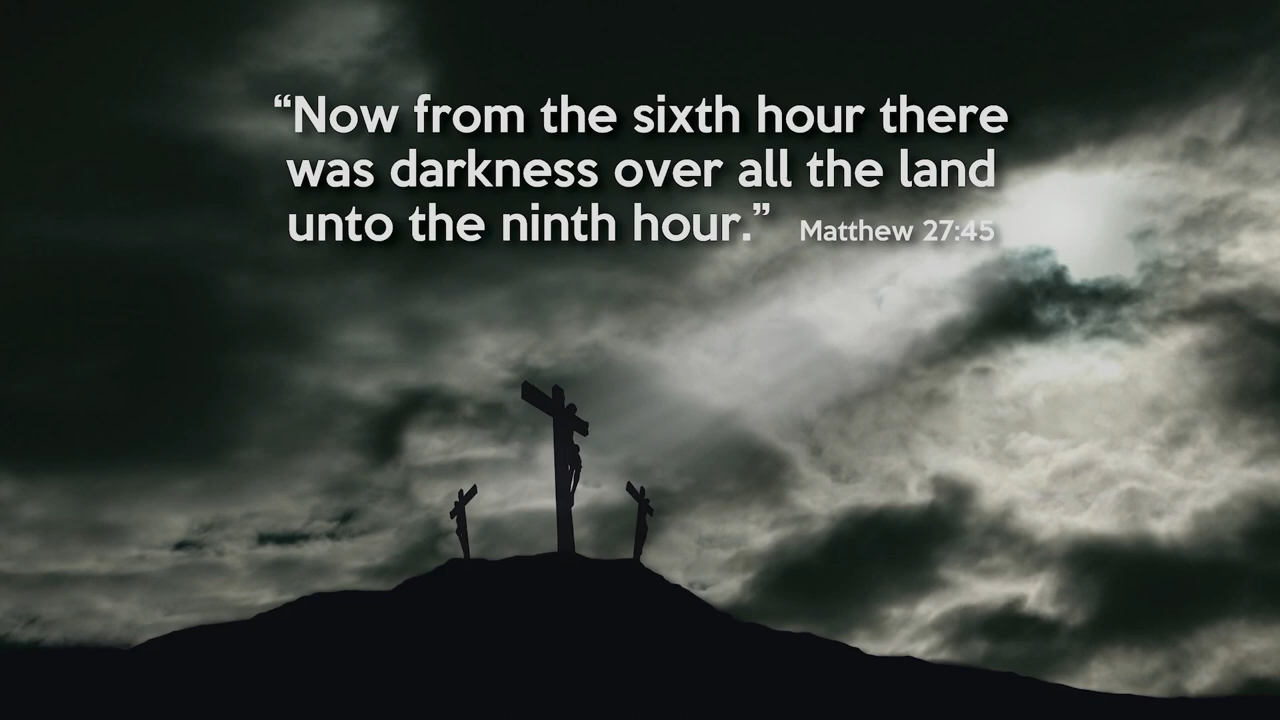 “Now from the sixth hour there
was darkness over all the land
unto the ninth hour.” Matthew 27:45